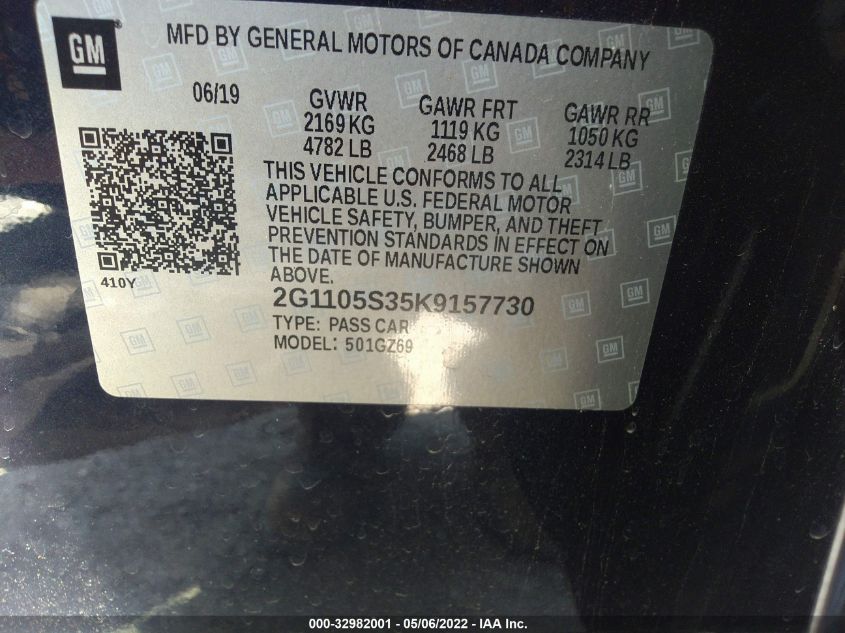 GM
MFD BY GENERAL MOTORS OF CANADA COMPANY
06/19
GVWR GAWR FRT GAWR RR
2169 KG 1119 KG 1050 KG
4782 LB 2468 LB 2314 LB
THIS VEHICLE CONFORMS TO ALL
APPLICABLE U.S. FEDERAL MOTOR
VEHICLE SAFETY, BUMPER, AND THEFT
PREVENTION STANDARDS IN EFFECT ON
THE DATE OF MANUFACTURE SHOWN
ABOVE.
410Y
2G1105S35K9157730
TYPE: PASS CAR
MODEL: 501GZ69
000-32982001 - 05/06/2022 - IAA Inc.